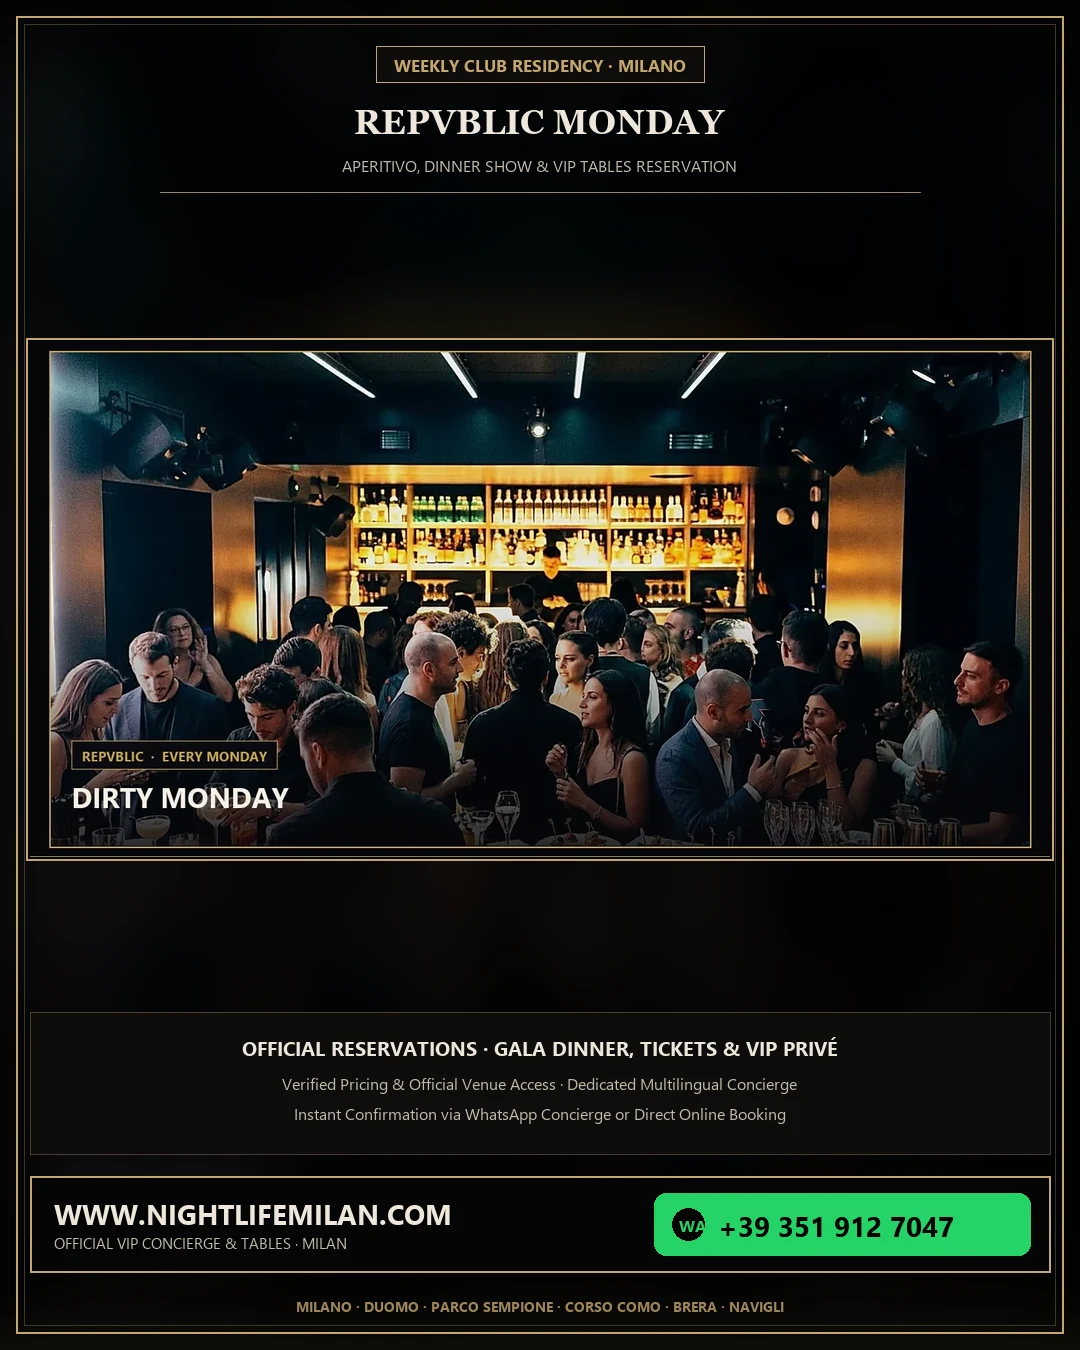 WEEKLY CLUB RESIDENCY · MILANO
REPVBLIC MONDAY
APERITIVO, DINNER SHOW & VIP TABLES RESERVATION
REPVBLIC · EVERY MONDAY
DIRTY MONDAY
OFFICIAL RESERVATIONS · GALA DINNER, TICKETS & VIP PRIVÉ
Verified Pricing & Official Venue Access · Dedicated Multilingual Concierge
Instant Confirmation via WhatsApp Concierge or Direct Online Booking
WWW.NIGHTLIFEMILAN.COM
OFFICIAL VIP CONCIERGE & TABLES · MILAN
WA +39 351 912 7047
MILANO · DUOMO · PARCO SEMPIONE · CORSO COMO · BRERA · NAVIGLI